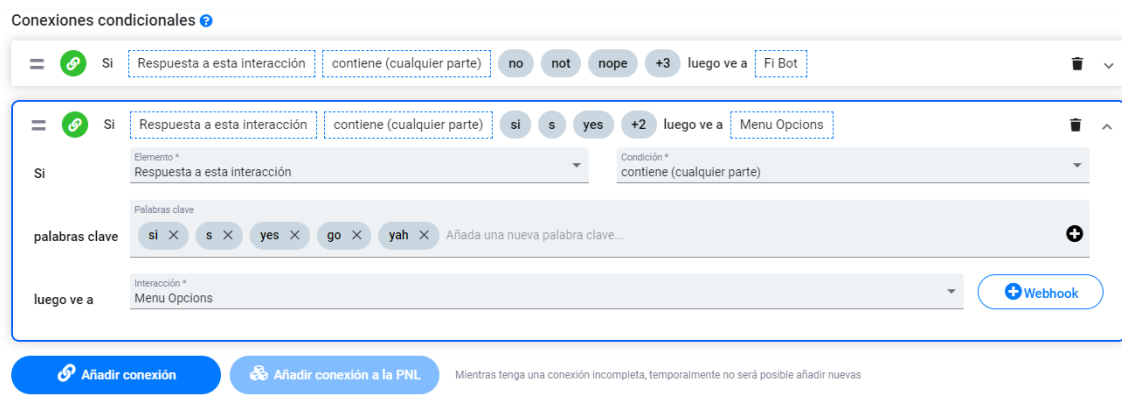 Conexiones condicionales ?
Si Respuesta a esta interacción contiene (cualquier parte) no not nope +3 luego ve a Fi Bot
Si Respuesta a esta interacción contiene (cualquier parte) si s yes +2 luego ve a Menu Opcions
Si
Elemento *
Respuesta a esta interacción
Condición *
contiene (cualquier parte)
palabras clave
Palabras clave
si s yes go yah Añada una nueva palabra clave...
luego ve a
Interacción *
Menu Opcions
Webhook
Añadir conexión Añadir conexión a la PNL Mientras tenga una conexión incompleta, temporalmente no será posible añadir nuevas